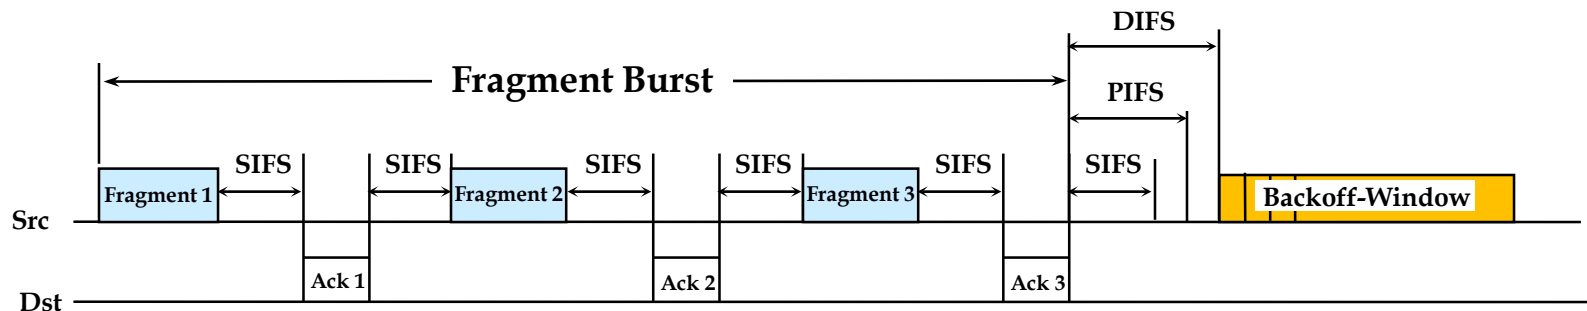 DIFS
Fragment Burst
PIFS
SIFS SIFS SIFS SIFS SIFS SIFS
Fragment 1 Fragment 2 Fragment 3 Backoff-Window
Src
Ack 1 Ack 2 Ack 3
Dst